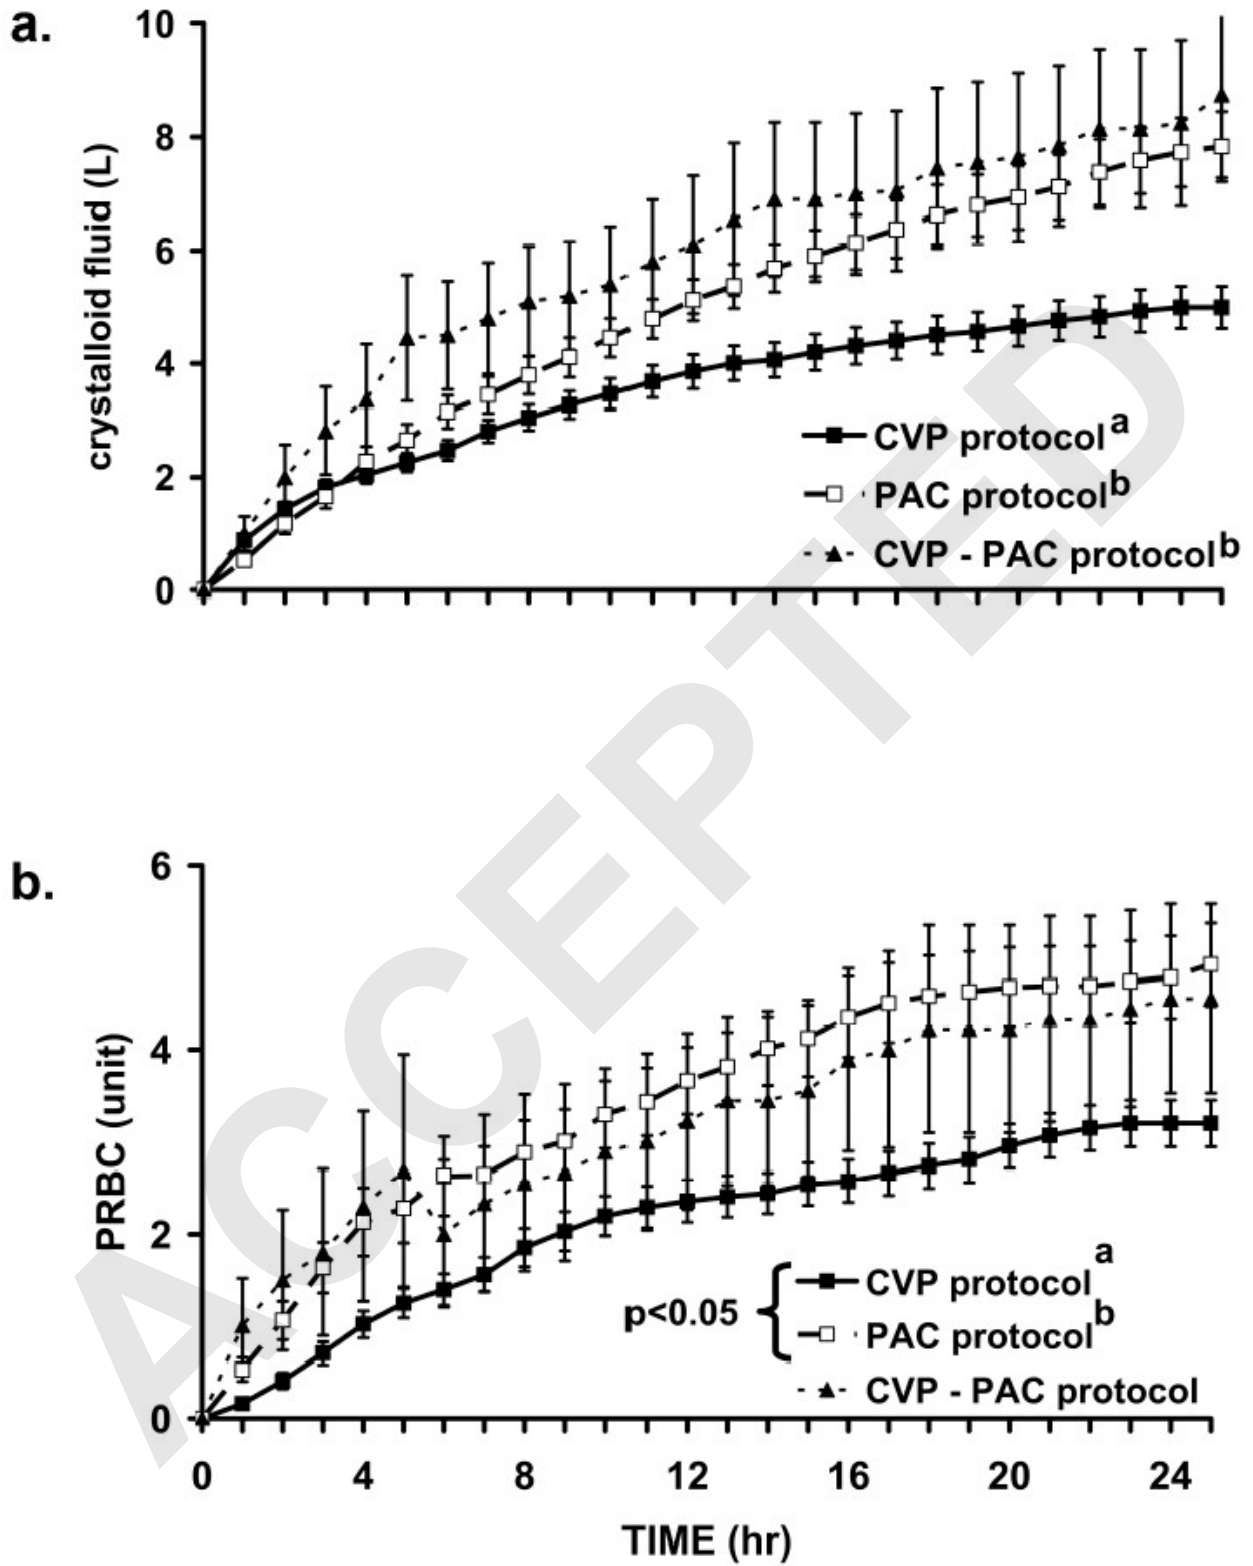 a.
10
8
6
4
2
0
crystalloid fluid (L)
CVP protocol a
PAC protocol b
CVP - PAC protocol b
ACCEPTED
b.
6
4
2
0
PRBC (unit)
p<0.05
CVP protocol a
PAC protocol b
CVP - PAC protocol
0 4 8 12 16 20 24
TIME (hr)